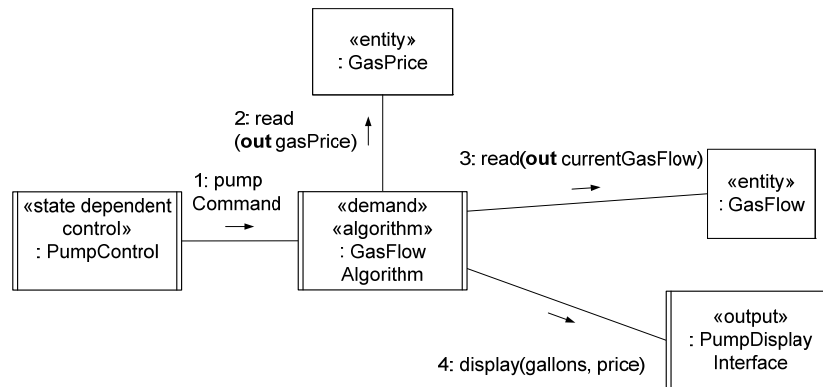 «entity»
: GasPrice
2: read
(out gasPrice)
3: read(out currentGasFlow)
1: pump
Command
«state dependent
control»
: PumpControl
«demand»
«algorithm»
: GasFlow
Algorithm
«entity»
: GasFlow
«output»
: PumpDisplay
Interface
4: display(gallons, price)